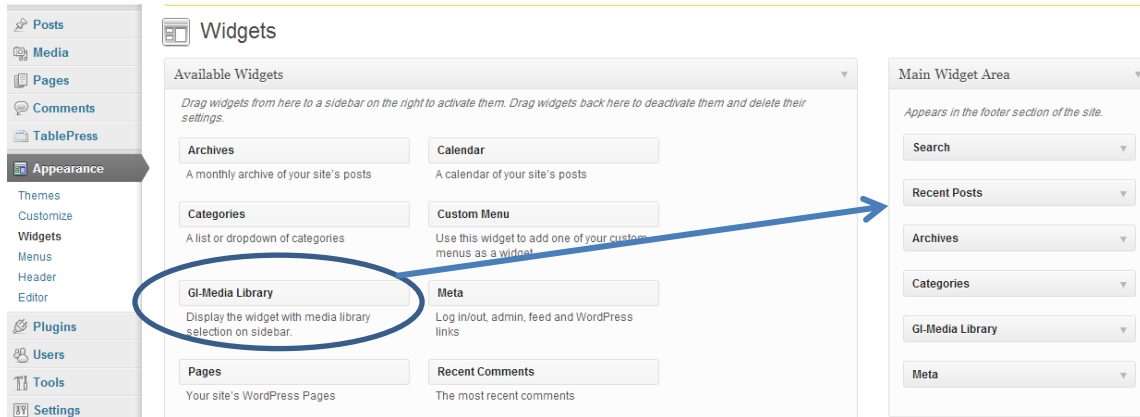 Posts
Media
Pages
Comments
TablePress
Appearance
Themes
Customize
Widgets
Menus
Header
Editor
Plugins
Users
Tools
Settings
Widgets
Available Widgets
Drag widgets from here to a sidebar on the right to activate them. Drag widgets back here to deactivate them and delete their
settings.
Archives
A monthly archive of your site's posts
Calendar
A calendar of your site's posts
Categories
A list or dropdown of categories
Custom Menu
Use this widget to add one of your custom
menus as a widget.
GI-Media Library
Display the widget with media library
selection on sidebar.
Meta
Log in/out, admin, feed and WordPress
links
Pages
Your site's WordPress Pages
Recent Comments
The most recent comments
Main Widget Area
Appears in the footer section of the site.
Search
Recent Posts
Archives
Categories
GI-Media Library
Meta